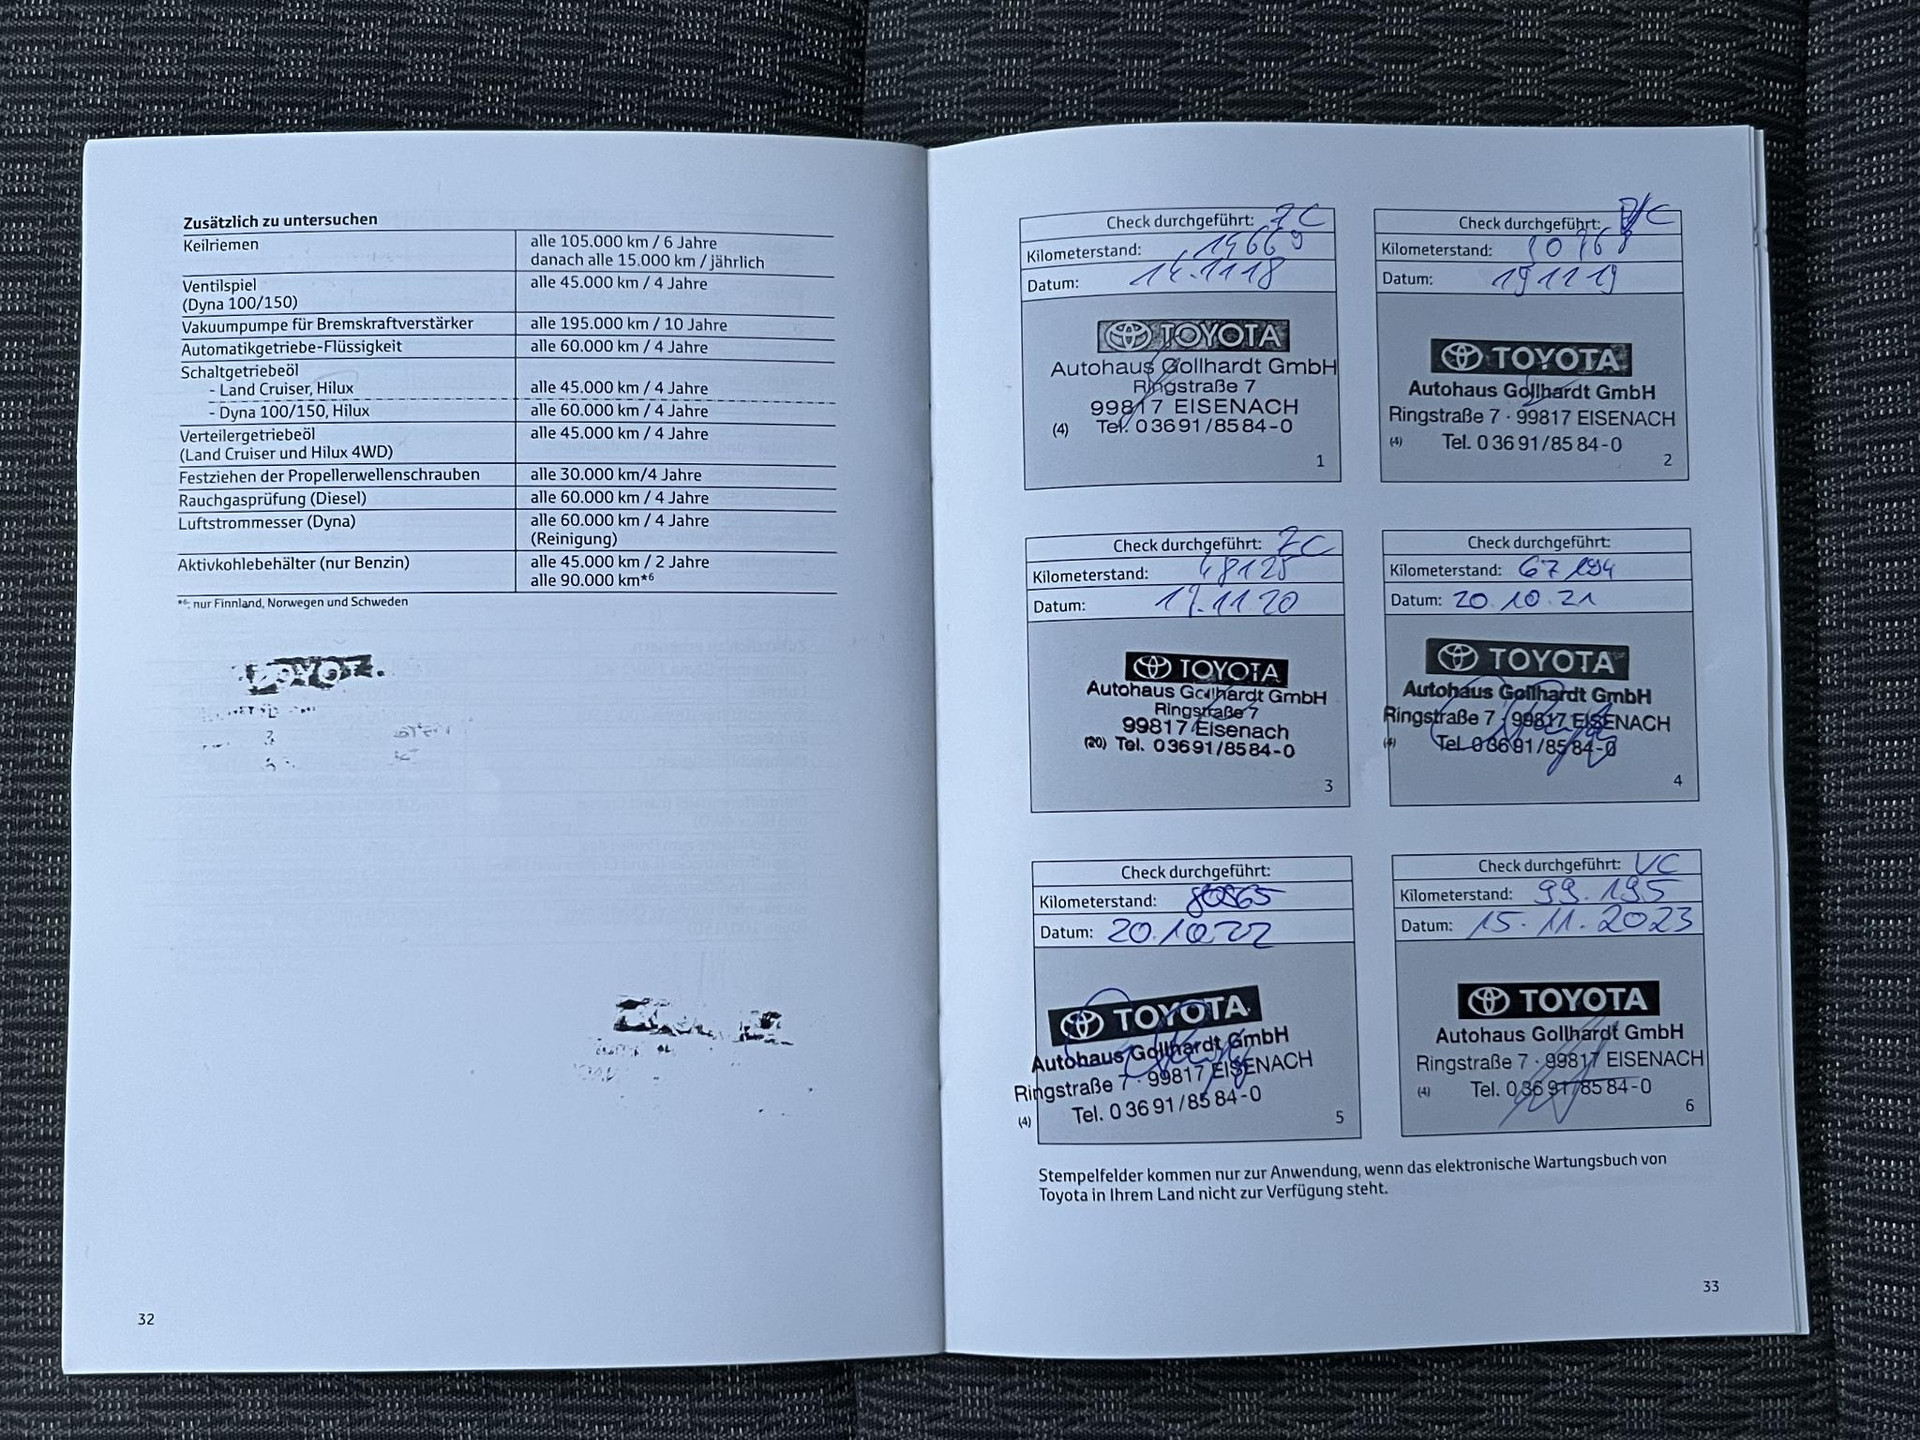 Zusätzlich zu untersuchen
Keilriemen alle 105.000 km / 6 Jahre
danach alle 15.000 km / jährlich
Ventilspiel alle 45.000 km / 4 Jahre
(Dyna 100/150)
Vakuumpumpe für Bremskraftverstärker alle 195.000 km / 10 Jahre
Automatikgetriebe-Flüssigkeit alle 60.000 km / 4 Jahre
Schaltgetriebeöl
- Land Cruiser, Hilux alle 45.000 km / 4 Jahre
- Dyna 100/150, Hilux alle 60.000 km / 4 Jahre
Verteilergetriebeöl alle 45.000 km / 4 Jahre
(Land Cruiser und Hilux 4WD)
Festziehen der Propellerwellenschrauben alle 30.000 km/4 Jahre
Rauchgasprüfung (Diesel) alle 60.000 km / 4 Jahre
Luftstrommesser (Dyna) alle 60.000 km / 4 Jahre
(Reinigung)
Aktivkohlebehälter (nur Benzin) alle 45.000 km / 2 Jahre
alle 90.000 km*6
*6: nur Finnland, Norwegen und Schweden
32
Check durchgeführt: ZC
Kilometerstand: 14669
Datum: 14.11.18
TOYOTA
Autohaus Gollhardt GmbH
Ringstraße 7
99817 EISENACH
(4) Tel. 0 36 91/85 84-0
1
Check durchgeführt:
Kilometerstand:
Datum: 191119
TOYOTA
Autohaus Gollhardt GmbH
Ringstraße 7 · 99817 EISENACH
(4) Tel. 0 36 91/85 84-0
2
Check durchgeführt: ZC
Kilometerstand: 48125
Datum:
TOYOTA
Autohaus Gollhardt GmbH
Ringstraße 7
99817 Eisenach
(20) Tel. 0 36 91/85 84-0
3
Check durchgeführt:
Kilometerstand: 67 194
Datum: 20.10.21
TOYOTA
Autohaus Gollhardt GmbH
Ringstraße 7 · 99817 EISENACH
(4) Tel. 0 36 91/85 84-0
4
Check durchgeführt:
Kilometerstand:
Datum: 20.10.22
TOYOTA
Autohaus Gollhardt GmbH
Ringstraße 7 · 99817 EISENACH
(4) Tel. 0 36 91/85 84-0
5
Check durchgeführt: VC
Kilometerstand: 99.195
Datum: 15.11.2023
TOYOTA
Autohaus Gollhardt GmbH
Ringstraße 7 · 99817 EISENACH
(4) Tel. 0 36 91/85 84-0
6
Stempelfelder kommen nur zur Anwendung, wenn das elektronische Wartungsbuch von
Toyota in Ihrem Land nicht zur Verfügung steht.
33